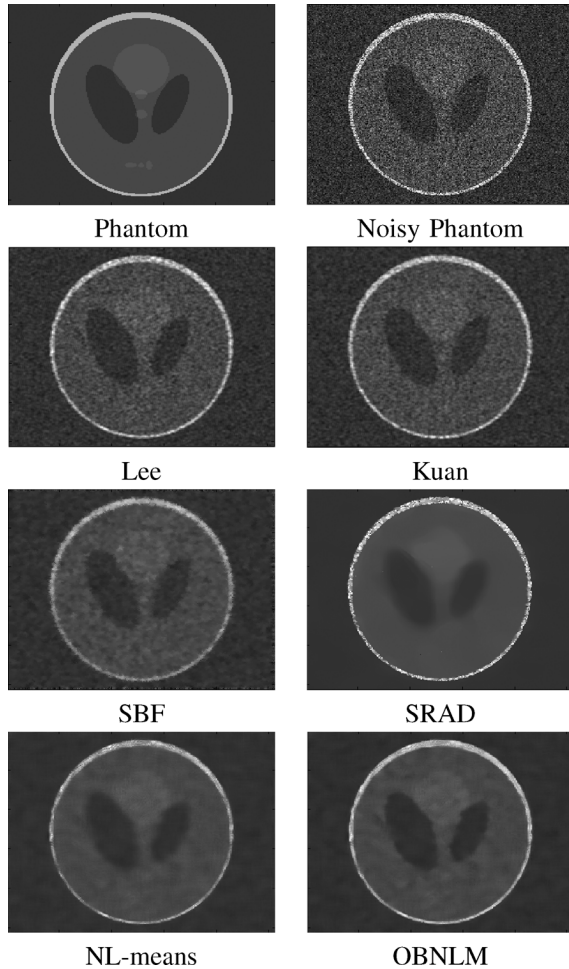 Phantom
Noisy Phantom
Lee
Kuan
SBF
SRAD
NL-means
OBNLM